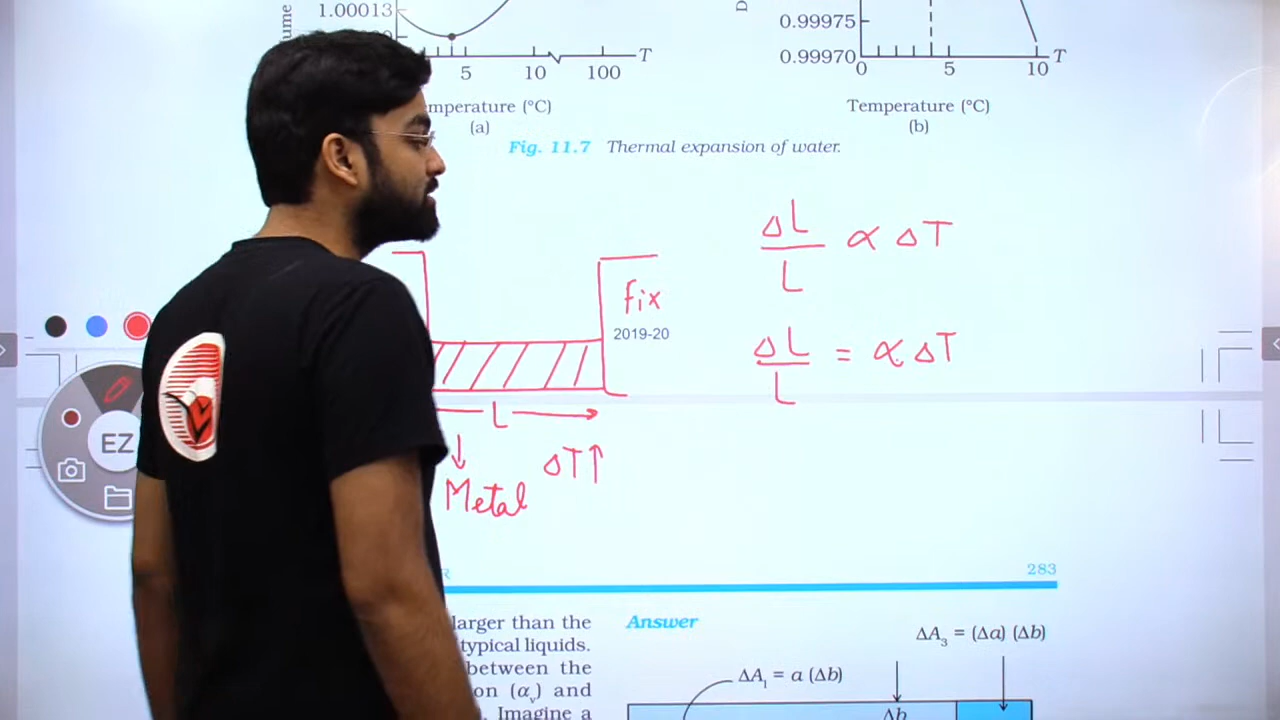 1.00013
5 10 100 T
mperature (°C)
(a)
0.99975
0.99970
0 5 10 T
Temperature (°C)
(b)
Fig. 11.7 Thermal expansion of water.
ΔL
L
∝ ΔT
fix
2019-20
ΔL
L
= αΔT
L
ΔT↑
Metal
EZ
283
larger than the
typical liquids.
between the
on (αv) and
. Imagine a
Answer
ΔA₃ = (Δa) (Δb)
ΔA₁ = a (Δb)
Δb